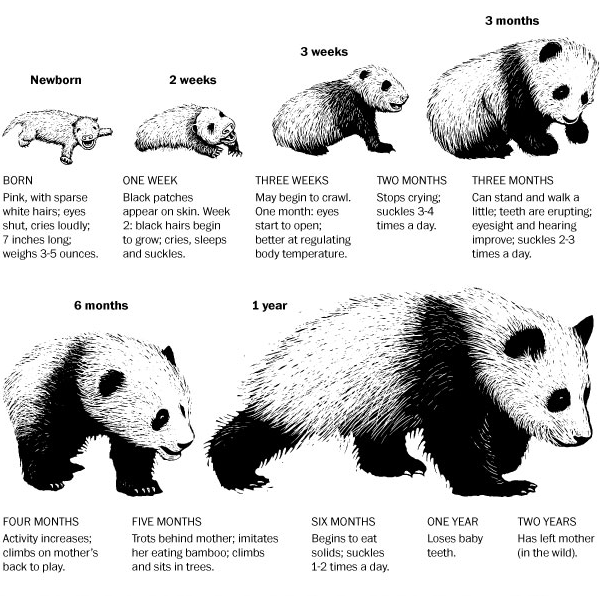 3 months
3 weeks
Newborn
2 weeks
BORN
Pink, with sparse
white hairs; eyes
shut, cries loudly;
7 inches long;
weighs 3-5 ounces.
ONE WEEK
Black patches
appear on skin. Week
2: black hairs begin
to grow; cries, sleeps
and suckles.
THREE WEEKS
May begin to crawl.
One month: eyes
start to open;
better at regulating
body temperature.
TWO MONTHS
Stops crying;
suckles 3-4
times a day.
THREE MONTHS
Can stand and walk a
little; teeth are erupting;
eyesight and hearing
improve; suckles 2-3
times a day.
6 months
1 year
FOUR MONTHS
Activity increases;
climbs on mother's
back to play.
FIVE MONTHS
Trots behind mother; imitates
her eating bamboo; climbs
and sits in trees.
SIX MONTHS
Begins to eat
solids; suckles
1-2 times a day.
ONE YEAR
Loses baby
teeth.
TWO YEARS
Has left mother
(in the wild).